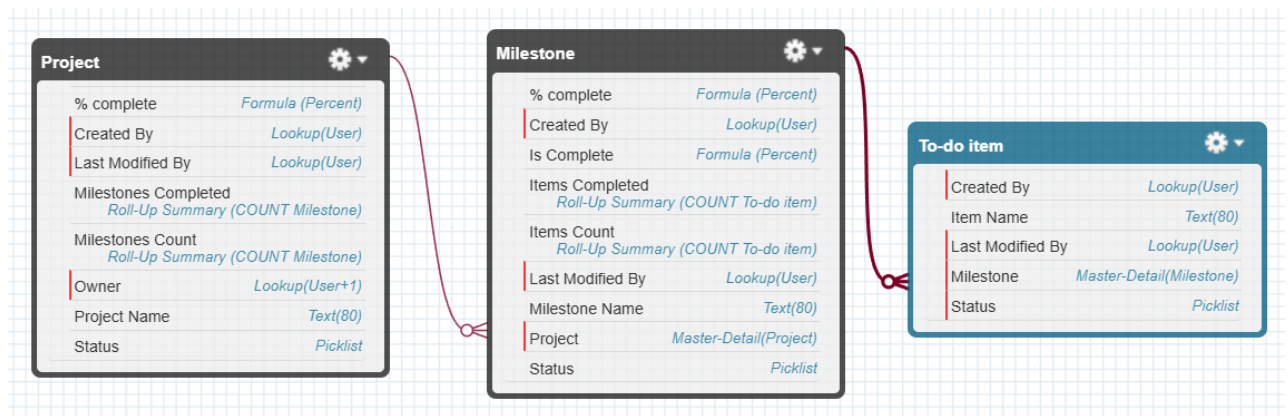 Project
% complete Formula (Percent)
Created By Lookup(User)
Last Modified By Lookup(User)
Milestones Completed
Roll-Up Summary (COUNT Milestone)
Milestones Count
Roll-Up Summary (COUNT Milestone)
Owner Lookup(User+1)
Project Name Text(80)
Status Picklist
Milestone
% complete Formula (Percent)
Created By Lookup(User)
Is Complete Formula (Percent)
Items Completed
Roll-Up Summary (COUNT To-do item)
Items Count
Roll-Up Summary (COUNT To-do item)
Last Modified By Lookup(User)
Milestone Name Text(80)
Project Master-Detail(Project)
Status Picklist
To-do item
Created By Lookup(User)
Item Name Text(80)
Last Modified By Lookup(User)
Milestone Master-Detail(Milestone)
Status Picklist